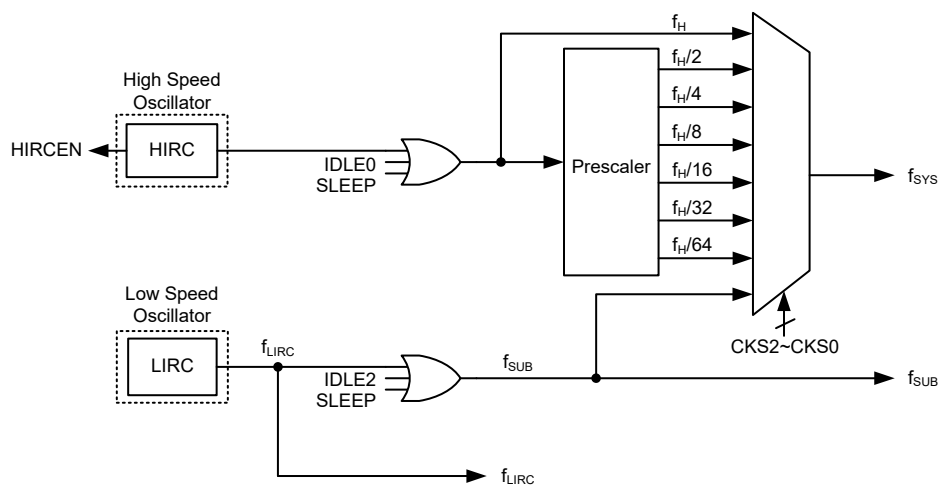 f_H
f_H/2
High Speed
Oscillator
f_H/4
HIRCEN
HIRC
f_H/8
IDLE0
SLEEP
Prescaler
f_H/16
f_SYS
f_H/32
f_H/64
Low Speed
Oscillator
CKS2~CKS0
LIRC
f_LIRC
IDLE2
SLEEP
f_SUB
f_SUB
f_LIRC